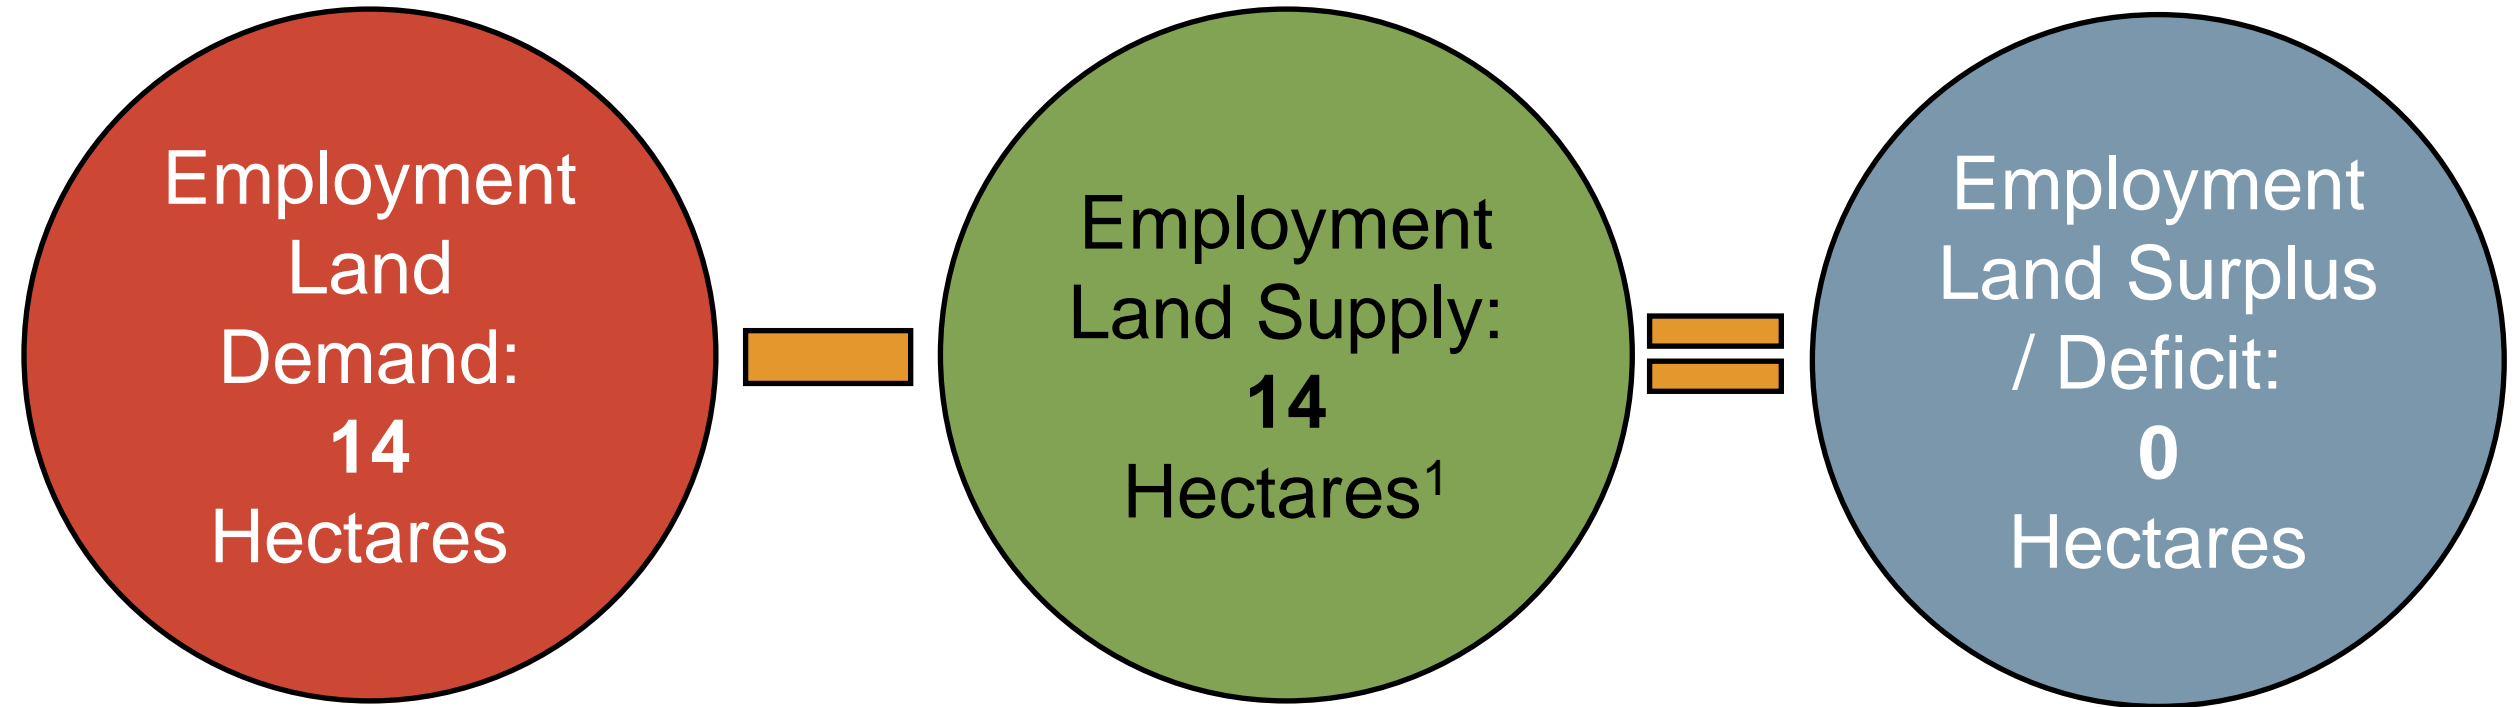 Employment
Land
Demand:
14
Hectares
Employment
Land Supply:
14
Hectares¹
Employment
Land Surplus
/ Deficit:
0
Hectares